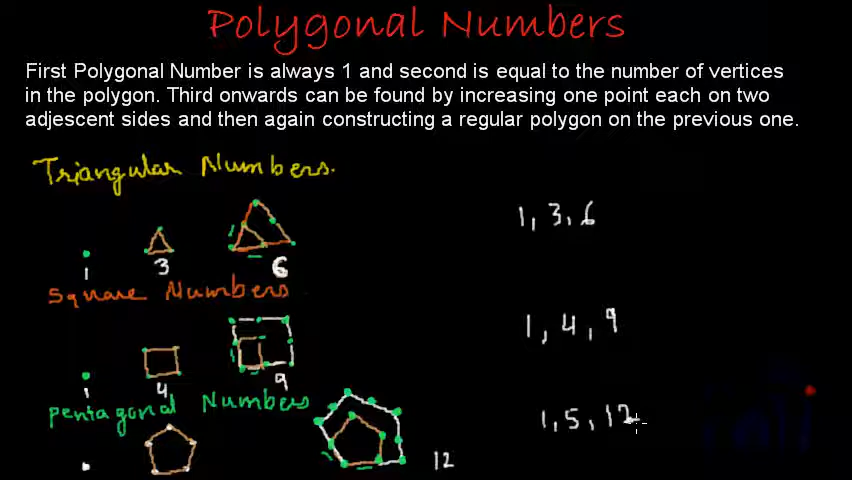 Polygonal Numbers
First Polygonal Number is always 1 and second is equal to the number of vertices
in the polygon. Third onwards can be found by increasing one point each on two
adjescent sides and then again constructing a regular polygon on the previous one.
Triangular Numbers.
1, 3, 6
1 3 6
Square Numbers
1, 4, 9
1 4 9
Pentagonal Numbers
1, 5, 12
12